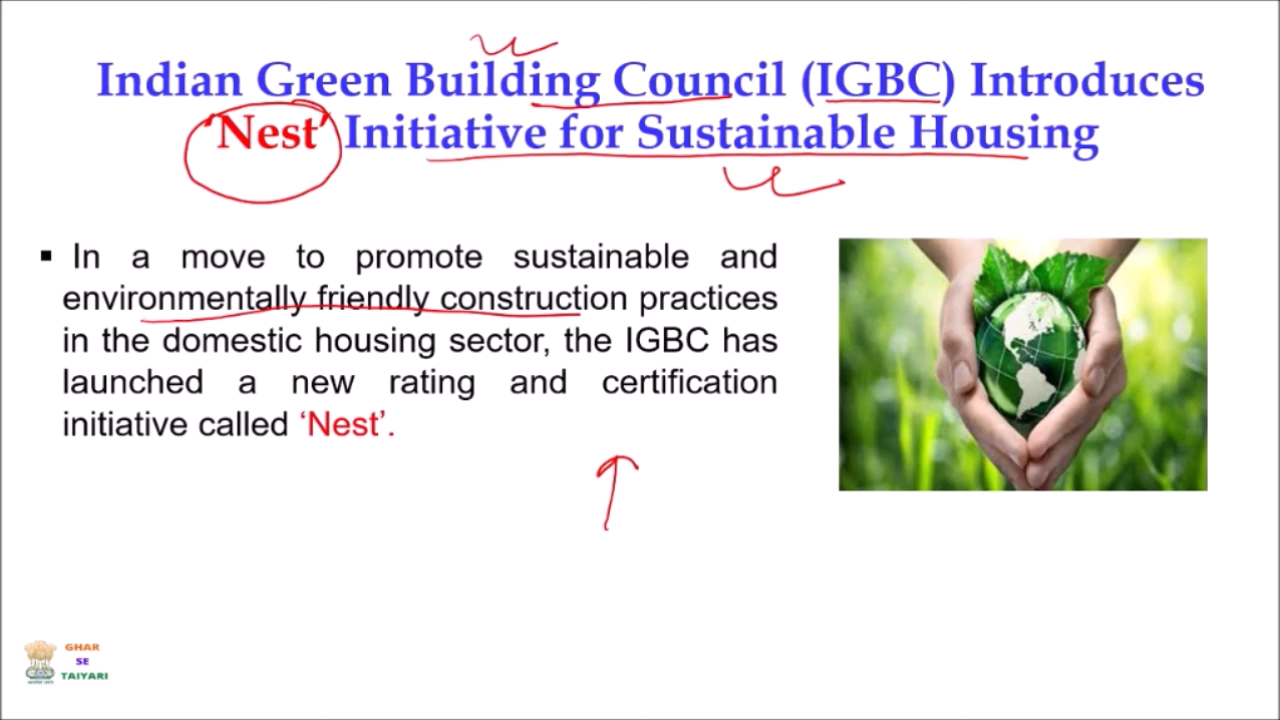 Indian Green Building Council (IGBC) Introduces
‘Nest’ Initiative for Sustainable Housing
▪ In a move to promote sustainable and
environmentally friendly construction practices
in the domestic housing sector, the IGBC has
launched a new rating and certification
initiative called ‘Nest’.
GHAR
SE
TAIYARI